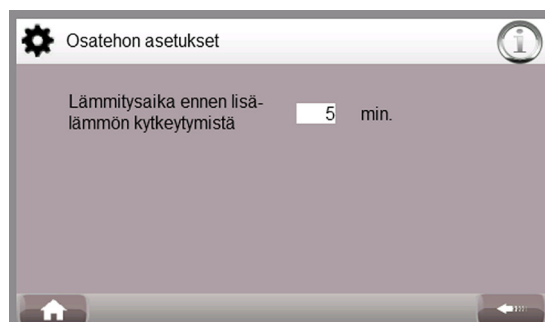 Osatehon asetukset
Lämmitysaika ennen lisä-
lämmön kytkeytymistä
5 min.